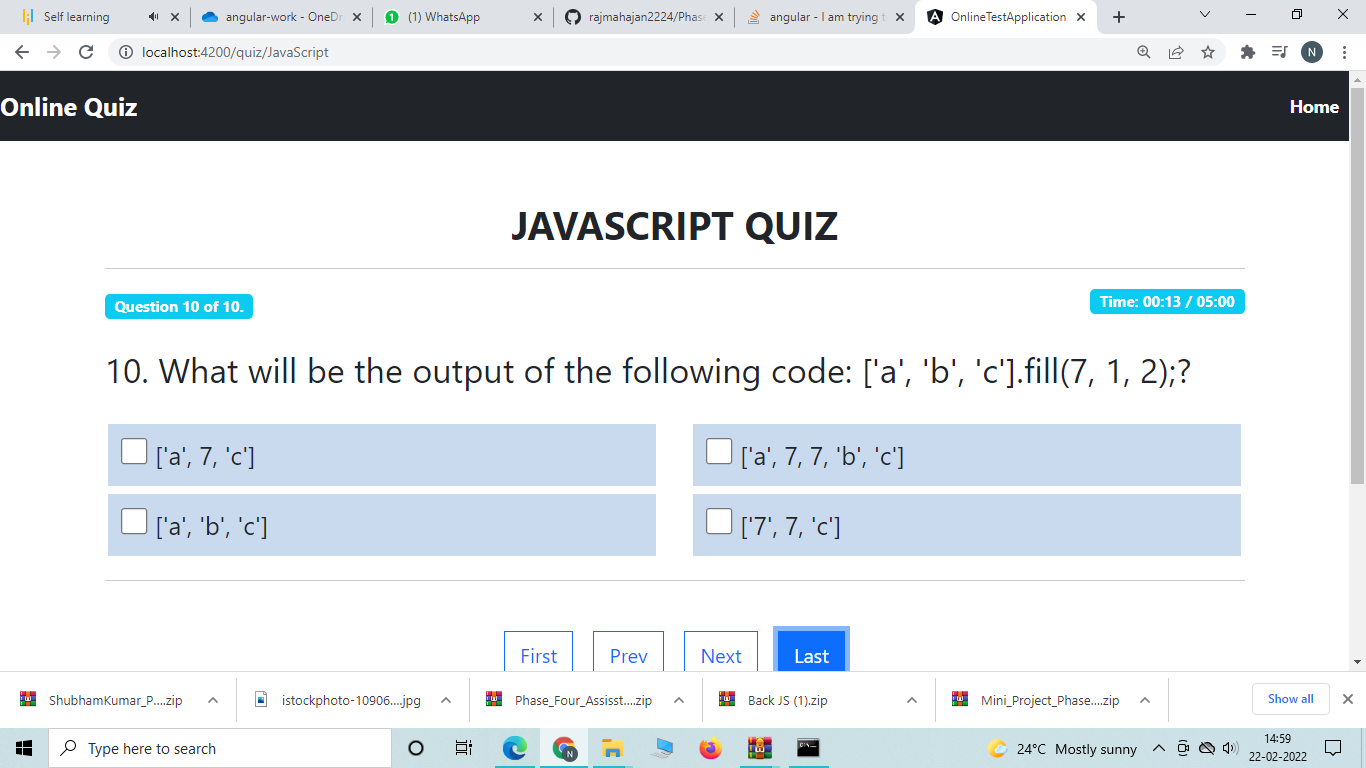 Self learning
angular-work - OneDr
(1) WhatsApp
rajmahajan2224/Phase
angular - I am trying t
OnlineTestApplication
localhost:4200/quiz/JavaScript
N
Online Quiz
Home
JAVASCRIPT QUIZ
Question 10 of 10.
Time: 00:13 / 05:00
10. What will be the output of the following code: ['a', 'b', 'c'].fill(7, 1, 2);?
['a', 7, 'c']
['a', 7, 7, 'b', 'c']
['a', 'b', 'c']
['7', 7, 'c']
First
Prev
Next
Last
ShubhamKumar_P....zip
istockphoto-10906....jpg
Phase_Four_Assisst....zip
Back JS (1).zip
Mini_Project_Phase....zip
Show all
Type here to search
N
24°C Mostly sunny
14:59
22-02-2022